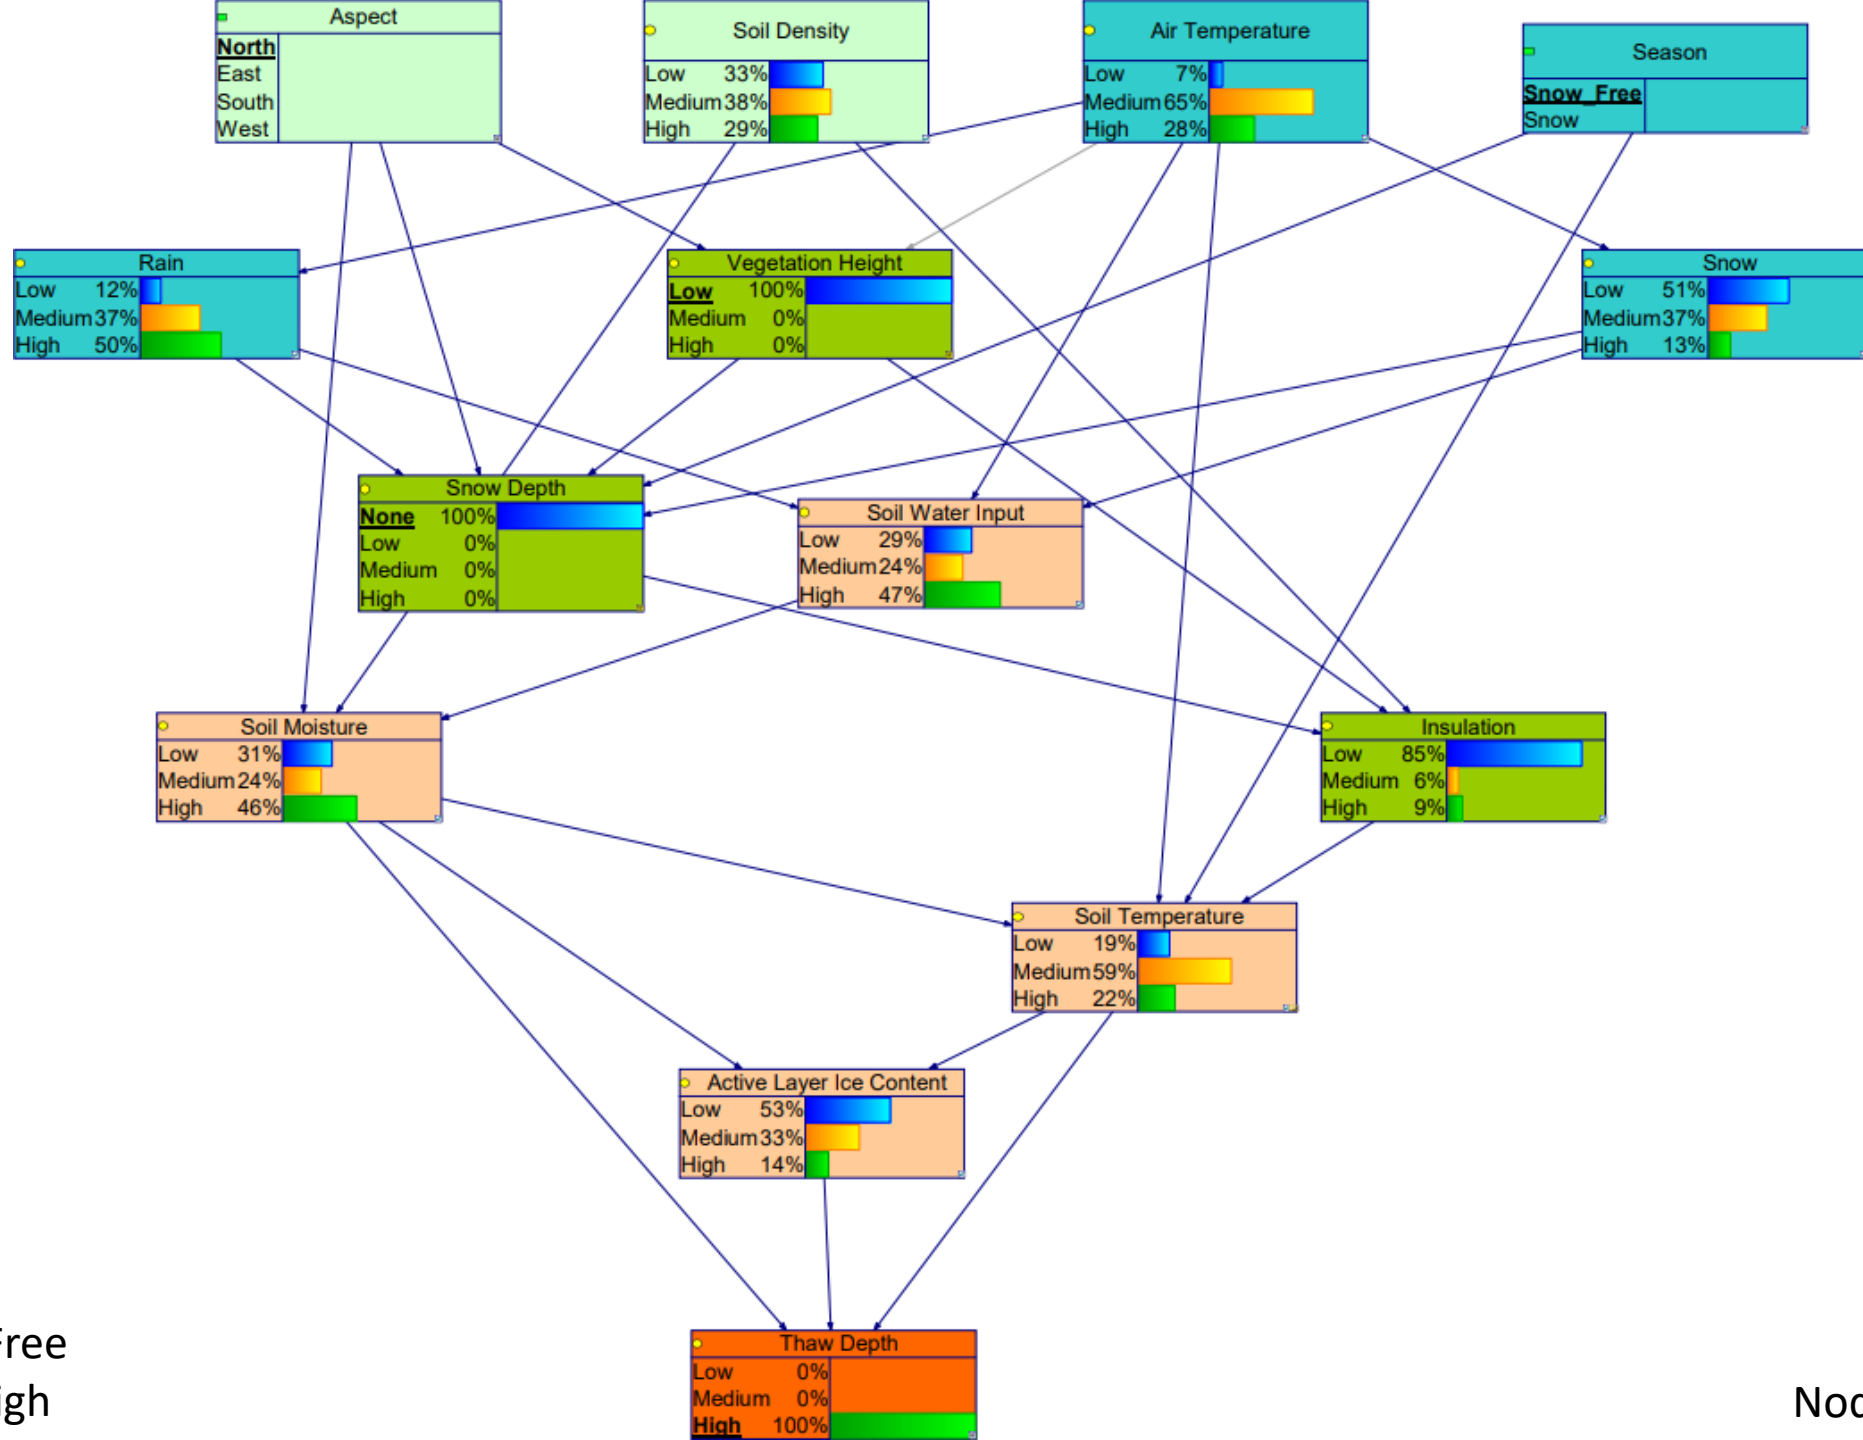 Aspect
North
East
South
West
Soil Density
Low 33%
Medium 38%
High 29%
Air Temperature
Low 7%
Medium 65%
High 28%
Season
Snow_Free
Snow
Rain
Low 12%
Medium 37%
High 50%
Vegetation Height
Low 100%
Medium 0%
High 0%
Snow
Low 51%
Medium 37%
High 13%
Snow Depth
None 100%
Low 0%
Medium 0%
High 0%
Soil Water Input
Low 29%
Medium 24%
High 47%
Soil Moisture
Low 31%
Medium 24%
High 46%
Insulation
Low 85%
Medium 6%
High 9%
Soil Temperature
Low 19%
Medium 59%
High 22%
Active Layer Ice Content
Low 53%
Medium 33%
High 14%
Thaw Depth
Low 0%
Medium 0%
High 100%